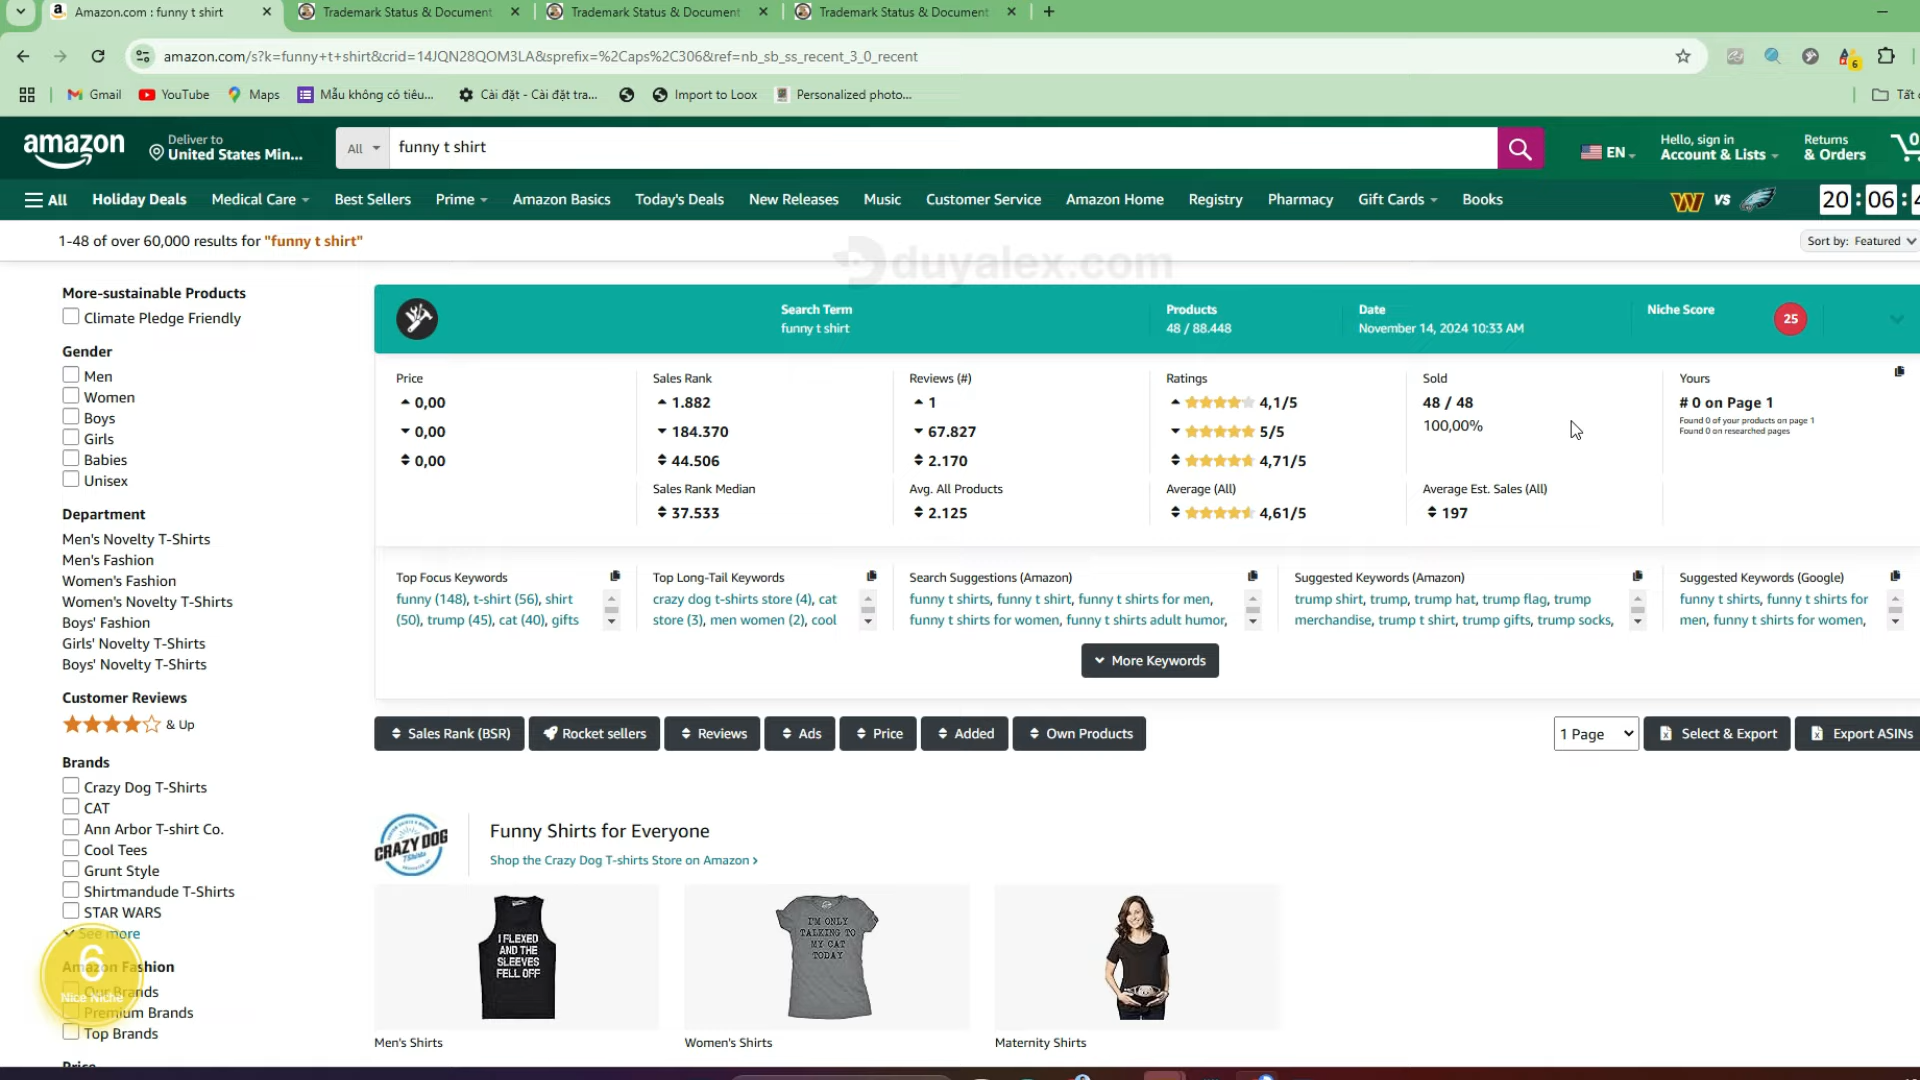 Amazon.com : funny t shirt
Trademark Status & Document
Trademark Status & Document
Trademark Status & Document
amazon.com/s?k=funny+t+shirt&crid=14JQN28QOM3LA&sprefix=%2Caps%2C306&ref=nb_sb_ss_recent_3_0_recent
6
Gmail
YouTube
Maps
Mẫu không có tiêu...
Cài đặt - Cài đặt tra...
Import to Loox
Personalized photo...
amazon
Deliver to
United States Min...
All
funny t shirt
EN
Hello, sign in
Account & Lists
Returns
& Orders
0
All
Holiday Deals
Medical Care
Best Sellers
Prime
Amazon Basics
Today's Deals
New Releases
Music
Customer Service
Amazon Home
Registry
Pharmacy
Gift Cards
Books
W VS
20 : 06 :
1-48 of over 60,000 results for "funny t shirt"
Sort by: Featured
duyalex.com
More-sustainable Products
Climate Pledge Friendly
Gender
Men
Women
Boys
Girls
Babies
Unisex
Department
Men's Novelty T-Shirts
Men's Fashion
Women's Fashion
Women's Novelty T-Shirts
Boys' Fashion
Girls' Novelty T-Shirts
Boys' Novelty T-Shirts
Customer Reviews
& Up
Brands
Crazy Dog T-Shirts
CAT
Ann Arbor T-shirt Co.
Cool Tees
Grunt Style
Shirtmandude T-Shirts
STAR WARS
See more
Amazon Fashion
Our Brands
Premium Brands
Top Brands
Price
6
Nice Niche
Search Term
funny t shirt
Products
48 / 88.448
Date
November 14, 2024 10:33 AM
Niche Score
25
Price
0,00
0,00
0,00
Sales Rank
1.882
184.370
44.506
Sales Rank Median
37.533
Reviews (#)
1
67.827
2.170
Avg. All Products
2.125
Ratings
4,1/5
5/5
4,71/5
Average (All)
4,61/5
Sold
48 / 48
100,00%
Average Est. Sales (All)
197
Yours
# 0 on Page 1
Found 0 of your products on page 1
Found 0 on researched pages
Top Focus Keywords
funny (148), t-shirt (56), shirt
(50), trump (45), cat (40), gifts
Top Long-Tail Keywords
crazy dog t-shirts store (4), cat
store (3), men women (2), cool
Search Suggestions (Amazon)
funny t shirts, funny t shirt, funny t shirts for men,
funny t shirts for women, funny t shirts adult humor,
Suggested Keywords (Amazon)
trump shirt, trump, trump hat, trump flag, trump
merchandise, trump t shirt, trump gifts, trump socks,
Suggested Keywords (Google)
funny t shirts, funny t shirts for
men, funny t shirts for women,
More Keywords
Sales Rank (BSR)
Rocket sellers
Reviews
Ads
Price
Added
Own Products
1 Page
Select & Export
Export ASINs
CRAZY DOG
TShirts
Funny Shirts for Everyone
Shop the Crazy Dog T-shirts Store on Amazon ›
I FLEXED
AND THE
SLEEVES
FELL OFF
I'M ONLY
TALKING TO
MY CAT
TODAY
Men's Shirts
Women's Shirts
Maternity Shirts